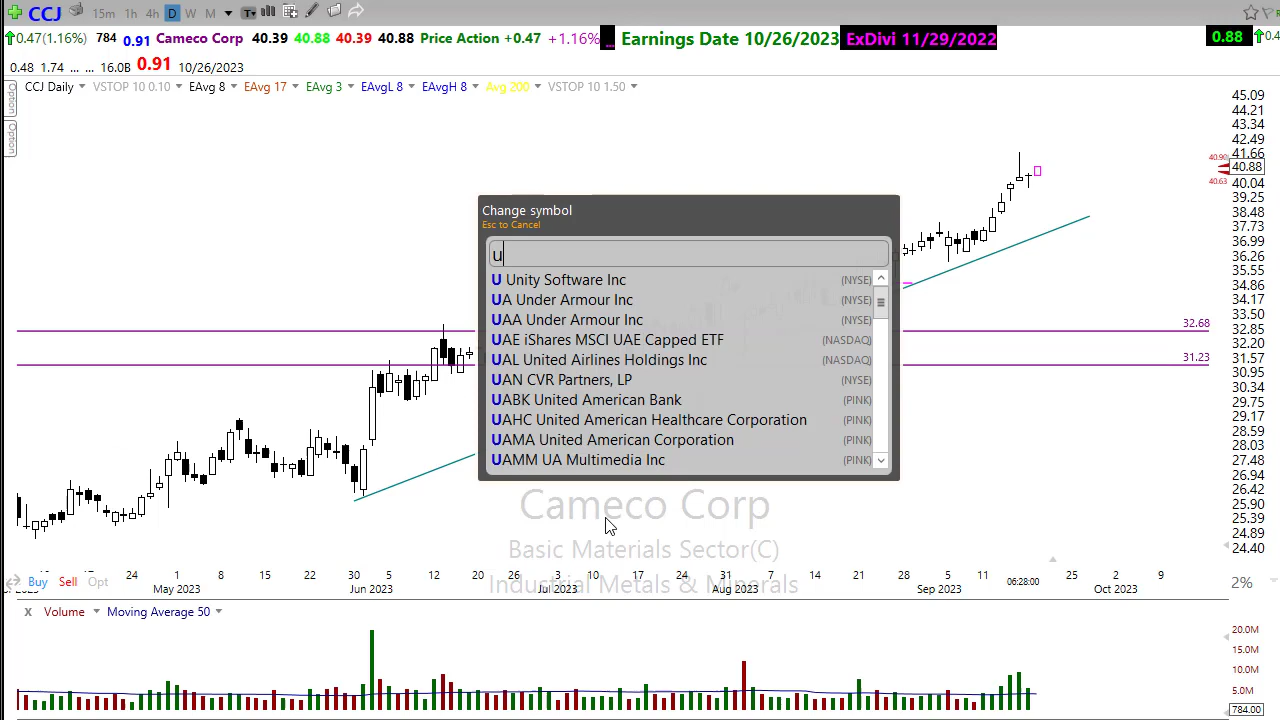 CCJ 15m 1h 4h D W M T
0.47(1.16%) 784 0.91 Cameco Corp 40.39 40.88 40.39 40.88 Price Action +0.47 +1.16% ... Earnings Date 10/26/2023 ExDivi 11/29/2022 0.88
0.48 1.74 ... ... 16.0B 0.91 10/26/2023
CCJ Daily VSTOP 10 0.10 EAvg 8 EAvg 17 EAvg 3 EAvgL 8 EAvgH 8 Avg 200 VSTOP 10 1.50
Option
Option
45.09
44.21
43.34
42.49
41.66
40.90
40.88
40.63
40.04
39.25
38.48
37.73
36.99
36.26
35.55
34.86
34.17
33.50
32.85
32.20
31.57
30.95
30.34
29.75
29.17
28.59
28.03
27.48
26.94
26.42
25.90
25.39
24.89
24.40
32.68
31.23
Change symbol
Esc to Cancel
u
U Unity Software Inc (NYSE)
UA Under Armour Inc (NYSE)
UAA Under Armour Inc (NYSE)
UAE iShares MSCI UAE Capped ETF (NASDAQ)
UAL United Airlines Holdings Inc (NASDAQ)
UAN CVR Partners, LP (NYSE)
UABK United American Bank (PINK)
UAHC United American Healthcare Corporation (PINK)
UAMA United American Corporation (PINK)
UAMM UA Multimedia Inc (PINK)
Cameco Corp
Basic Materials Sector(C)
Industrial Metals & Minerals
Buy Sell Opt
24 1 8 15 22 30 5 12 20 26 3 10 17 24 31 7 14 21 28 5 11 06:28:00 25 2 9
May 2023 Jun 2023 Jul 2023 Aug 2023 Sep 2023 Oct 2023
2%
X Volume Moving Average 50
20.0M
15.0M
10.0M
5.0M
784.00